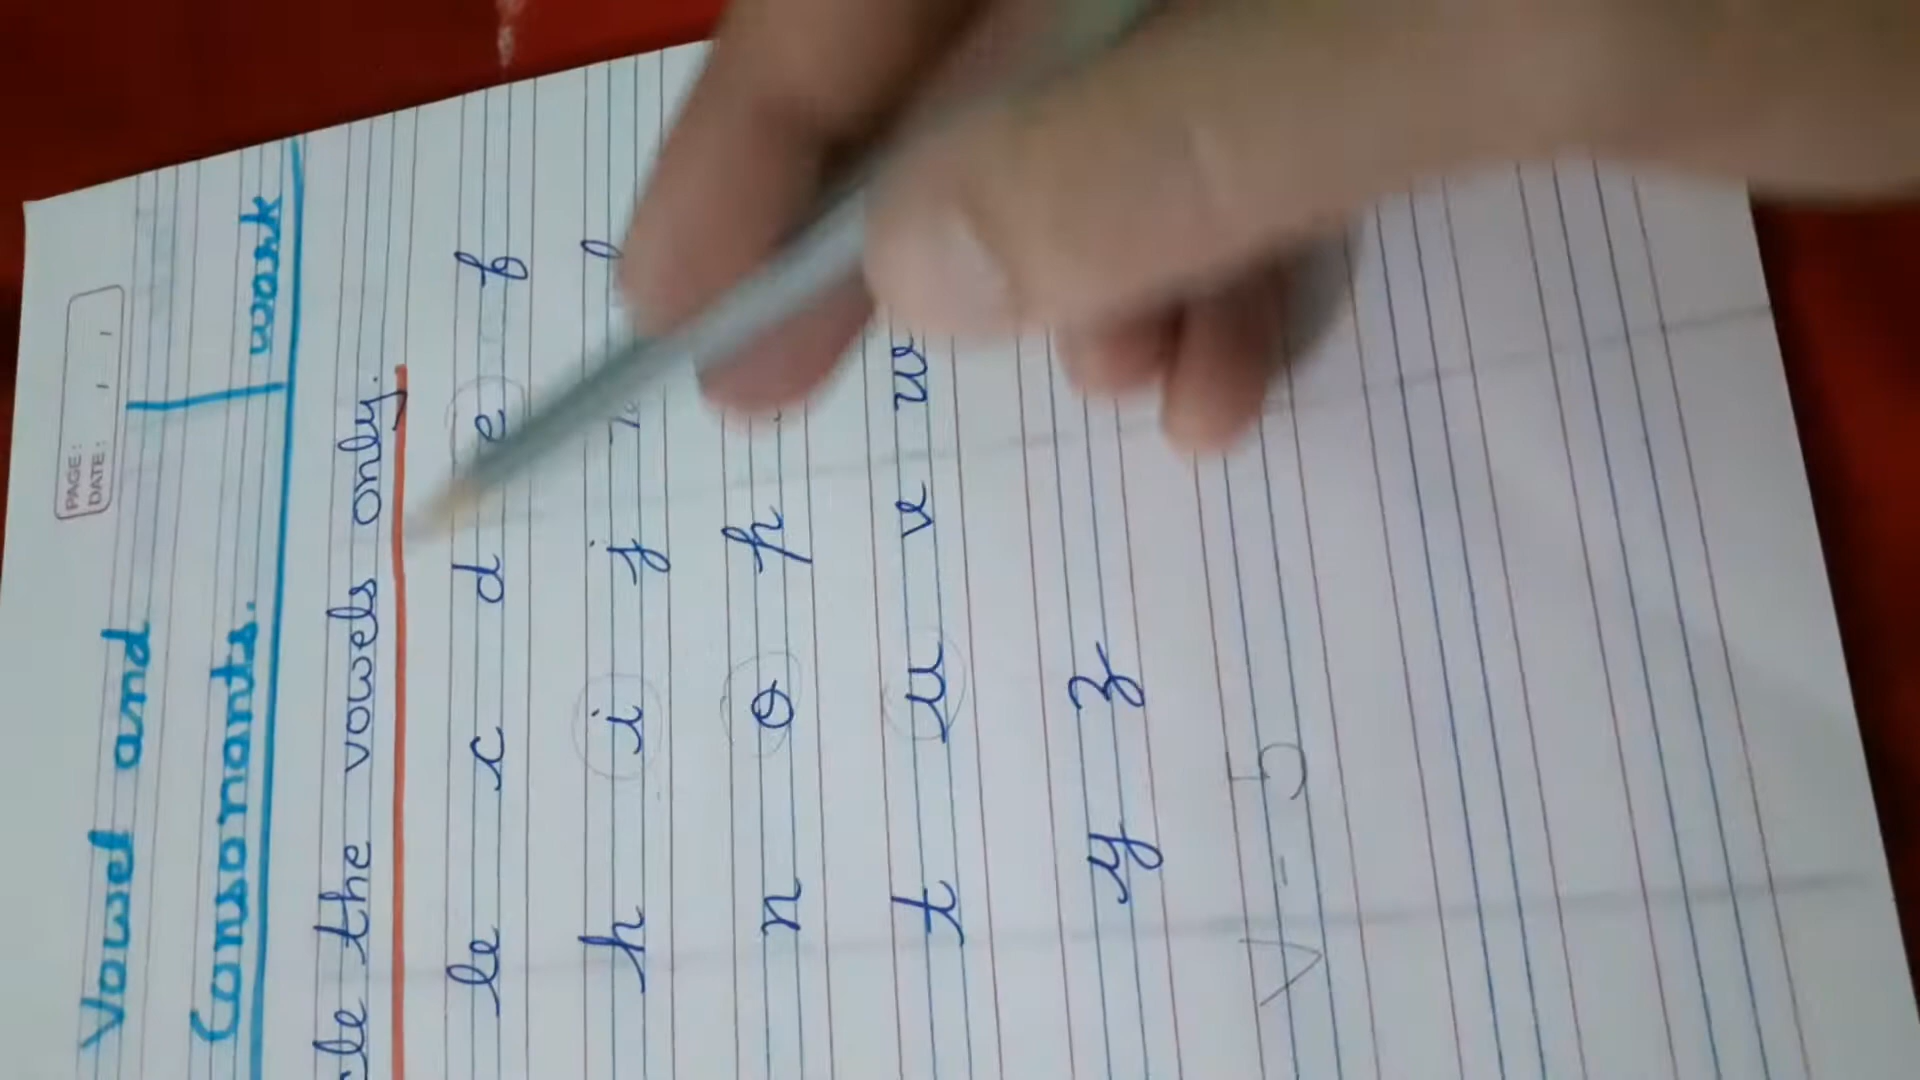 PAGE:
DATE: / /
Vowel and
Consonants. work
the vowels only.
b c d e f
h i j
n o p
t u v w
y z
V - 5